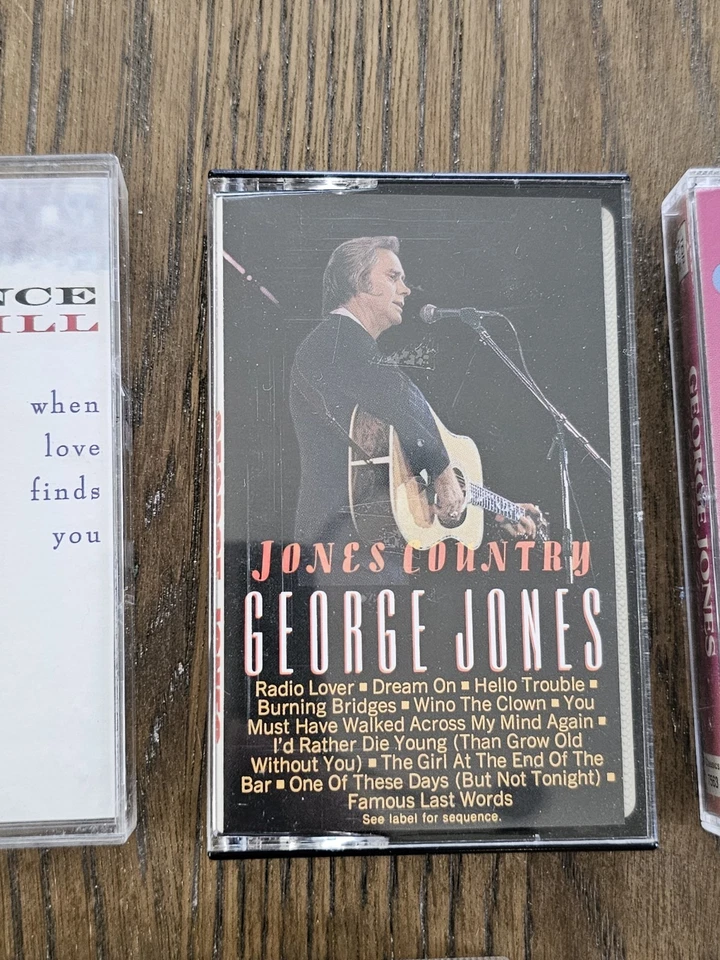 NCE
ILL
when
love
finds
you
GEORGE JONES
JONES COUNTRY
GEORGE JONES
Radio Lover ▪ Dream On ▪ Hello Trouble ▪
Burning Bridges ▪ Wino The Clown ▪ You
Must Have Walked Across My Mind Again ▪
I'd Rather Die Young (Than Grow Old
Without You) ▪ The Girl At The End Of The
Bar ▪ One Of These Days (But Not Tonight) ▪
Famous Last Words
See label for sequence.
GEORGE JONES